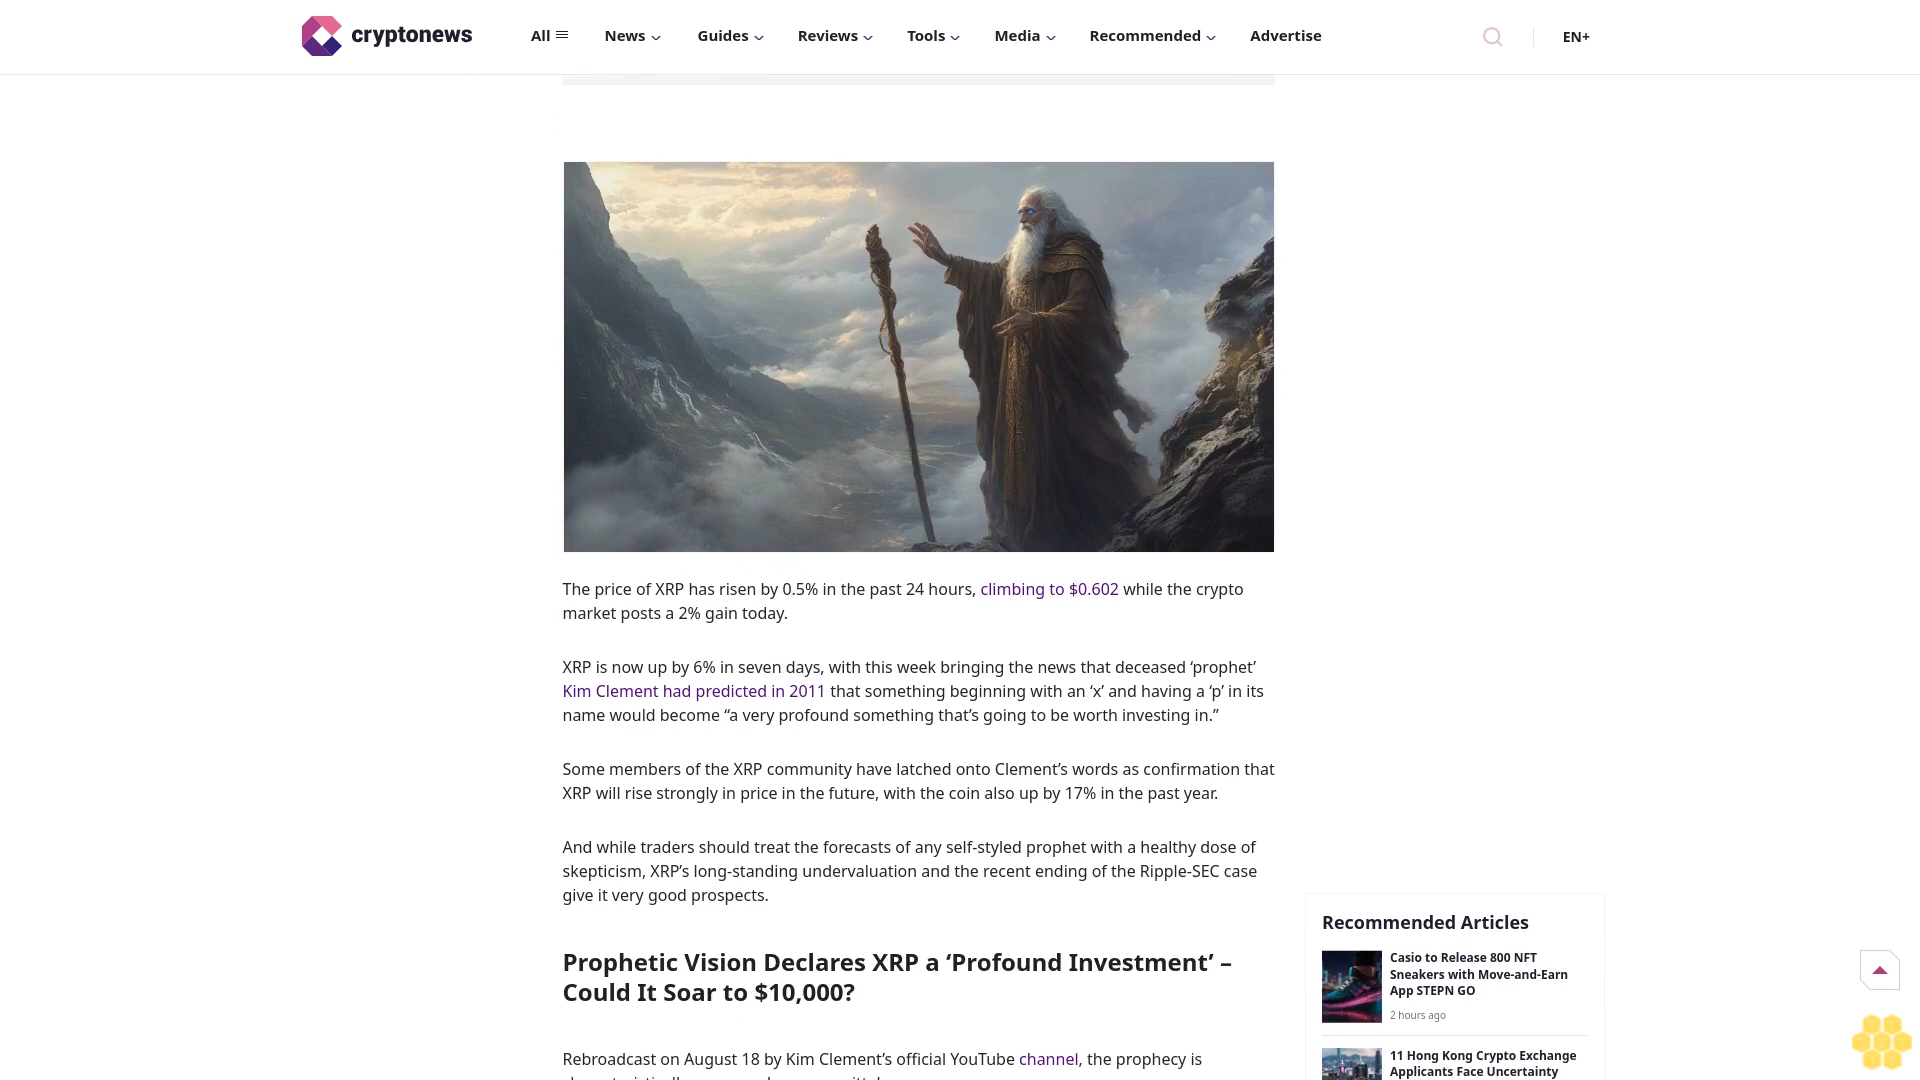 cryptonews
All
News
Guides
Reviews
Tools
Media
Recommended
Advertise
EN+
The price of XRP has risen by 0.5% in the past 24 hours, climbing to $0.602 while the crypto
market posts a 2% gain today.
XRP is now up by 6% in seven days, with this week bringing the news that deceased ‘prophet’
Kim Clement had predicted in 2011 that something beginning with an ‘x’ and having a ‘p’ in its
name would become “a very profound something that’s going to be worth investing in.”
Some members of the XRP community have latched onto Clement’s words as confirmation that
XRP will rise strongly in price in the future, with the coin also up by 17% in the past year.
And while traders should treat the forecasts of any self-styled prophet with a healthy dose of
skepticism, XRP’s long-standing undervaluation and the recent ending of the Ripple-SEC case
give it very good prospects.
Prophetic Vision Declares XRP a ‘Profound Investment’ –
Could It Soar to $10,000?
Rebroadcast on August 18 by Kim Clement’s official YouTube channel, the prophecy is
Recommended Articles
Casio to Release 800 NFT
Sneakers with Move-and-Earn
App STEPN GO
2 hours ago
11 Hong Kong Crypto Exchange
Applicants Face Uncertainty